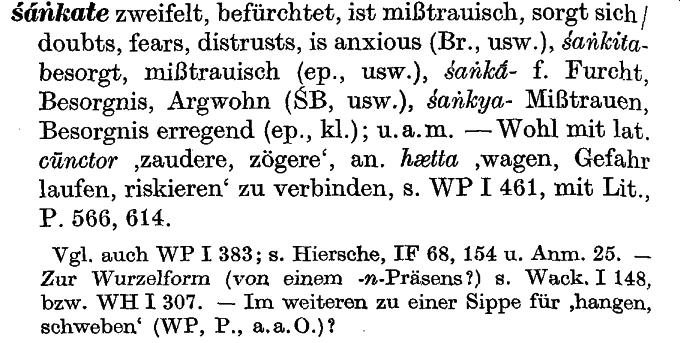 śáṅkate zweifelt, befürchtet, ist mißtrauisch, sorgt sich/
doubts, fears, distrusts, is anxious (Br., usw.), śaṅkita-
besorgt, mißtrauisch (ep., usw.), śaṅkā́- f. Furcht,
Besorgnis, Argwohn (ŚB, usw.), śaṅkya- Mißtrauen,
Besorgnis erregend (ep., kl.); u. a. m. — Wohl mit lat.
cūnctor ‚zaudere, zögere‘, an. hætta ‚wagen, Gefahr
laufen, riskieren‘ zu verbinden, s. WP I 461, mit Lit.,
P. 566, 614.
Vgl. auch WP I 383; s. Hiersche, IF 68, 154 u. Anm. 25. —
Zur Wurzelform (von einem -n-Präsens?) s. Wack. I 148,
bzw. WH I 307. — Im weiteren zu einer Sippe für ‚hangen,
schweben‘ (WP, P., a. a. O.)?